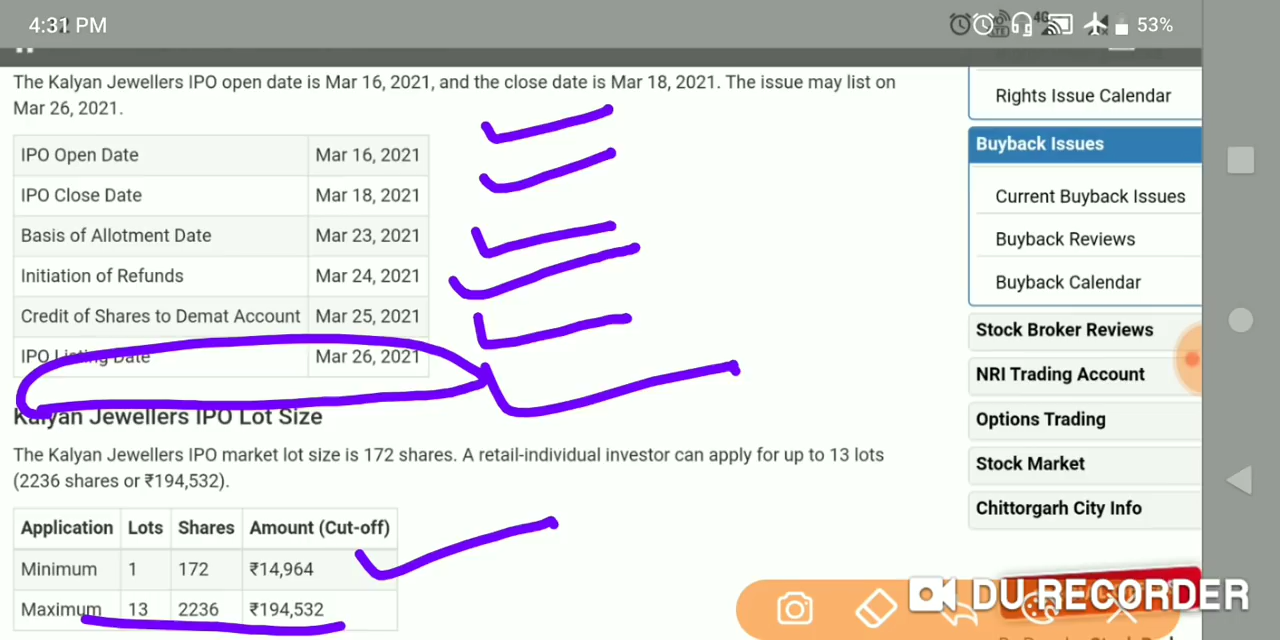 4:31 PM
4G
53%
The Kalyan Jewellers IPO open date is Mar 16, 2021, and the close date is Mar 18, 2021. The issue may list on
Mar 26, 2021.
IPO Open Date Mar 16, 2021
IPO Close Date Mar 18, 2021
Basis of Allotment Date Mar 23, 2021
Initiation of Refunds Mar 24, 2021
Credit of Shares to Demat Account Mar 25, 2021
IPO Listing Date Mar 26, 2021
Kalyan Jewellers IPO Lot Size
The Kalyan Jewellers IPO market lot size is 172 shares. A retail-individual investor can apply for up to 13 lots
(2236 shares or ₹194,532).
Application Lots Shares Amount (Cut-off)
Minimum 1 172 ₹14,964
Maximum 13 2236 ₹194,532
Rights Issue Calendar
Buyback Issues
Current Buyback Issues
Buyback Reviews
Buyback Calendar
Stock Broker Reviews
NRI Trading Account
Options Trading
Stock Market
Chittorgarh City Info
DU RECORDER